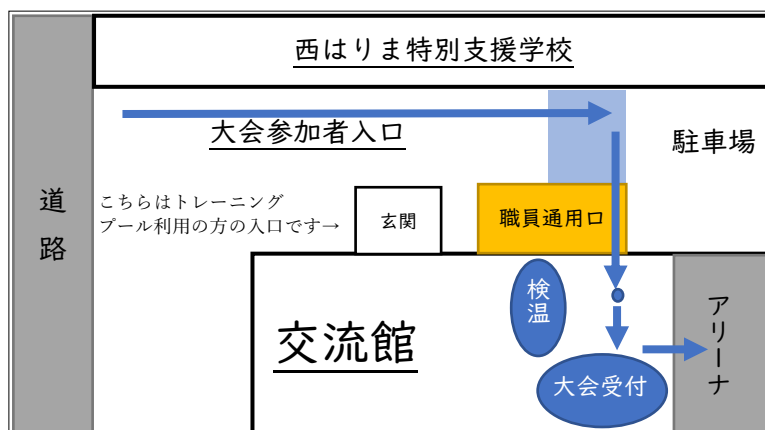 西はりま特別支援学校
大会参加者入口
駐車場
道路
こちらはトレーニング
プール利用の方の入口です→
玄関
職員通用口
検温
交流館
アリーナ
大会受付